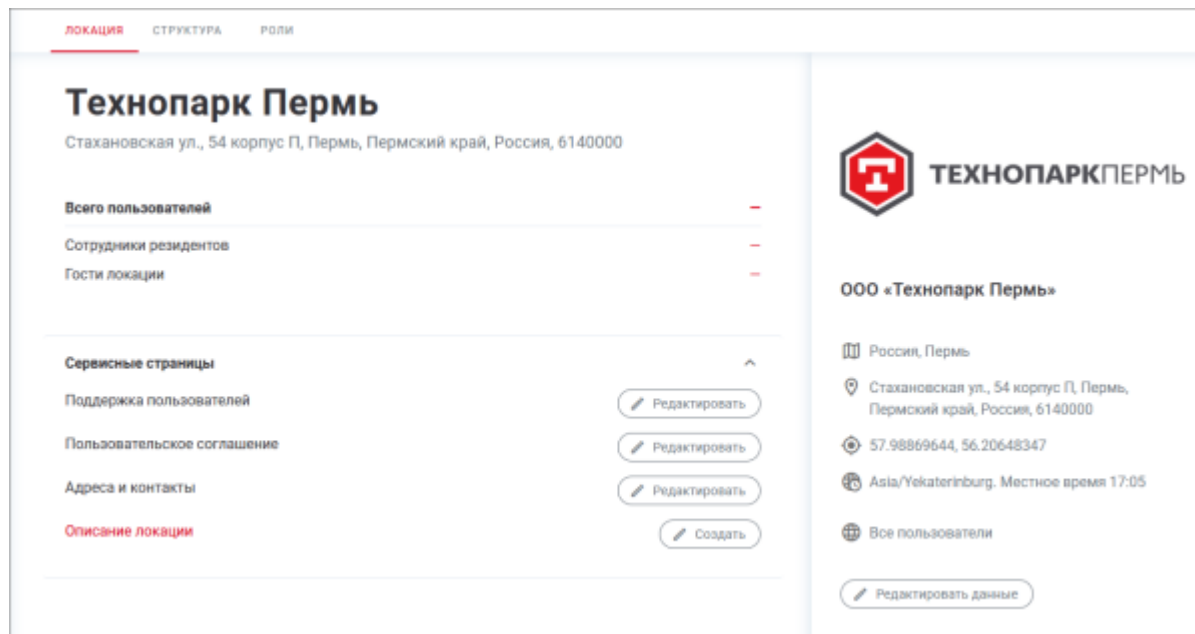 ЛОКАЦИЯ СТРУКТУРА РОЛИ
Технопарк Пермь
Стахановская ул., 54 корпус П, Пермь, Пермский край, Россия, 6140000
Всего пользователей –
Сотрудники резидентов –
Гости локации –
Сервисные страницы
Поддержка пользователей Редактировать
Пользовательское соглашение Редактировать
Адреса и контакты Редактировать
Описание локации Создать
ТЕХНОПАРКПЕРМЬ
ООО «Технопарк Пермь»
Россия, Пермь
Стахановская ул., 54 корпус П, Пермь,
Пермский край, Россия, 6140000
57.98869644, 56.20648347
Asia/Yekaterinburg. Местное время 17:05
Все пользователи
Редактировать данные